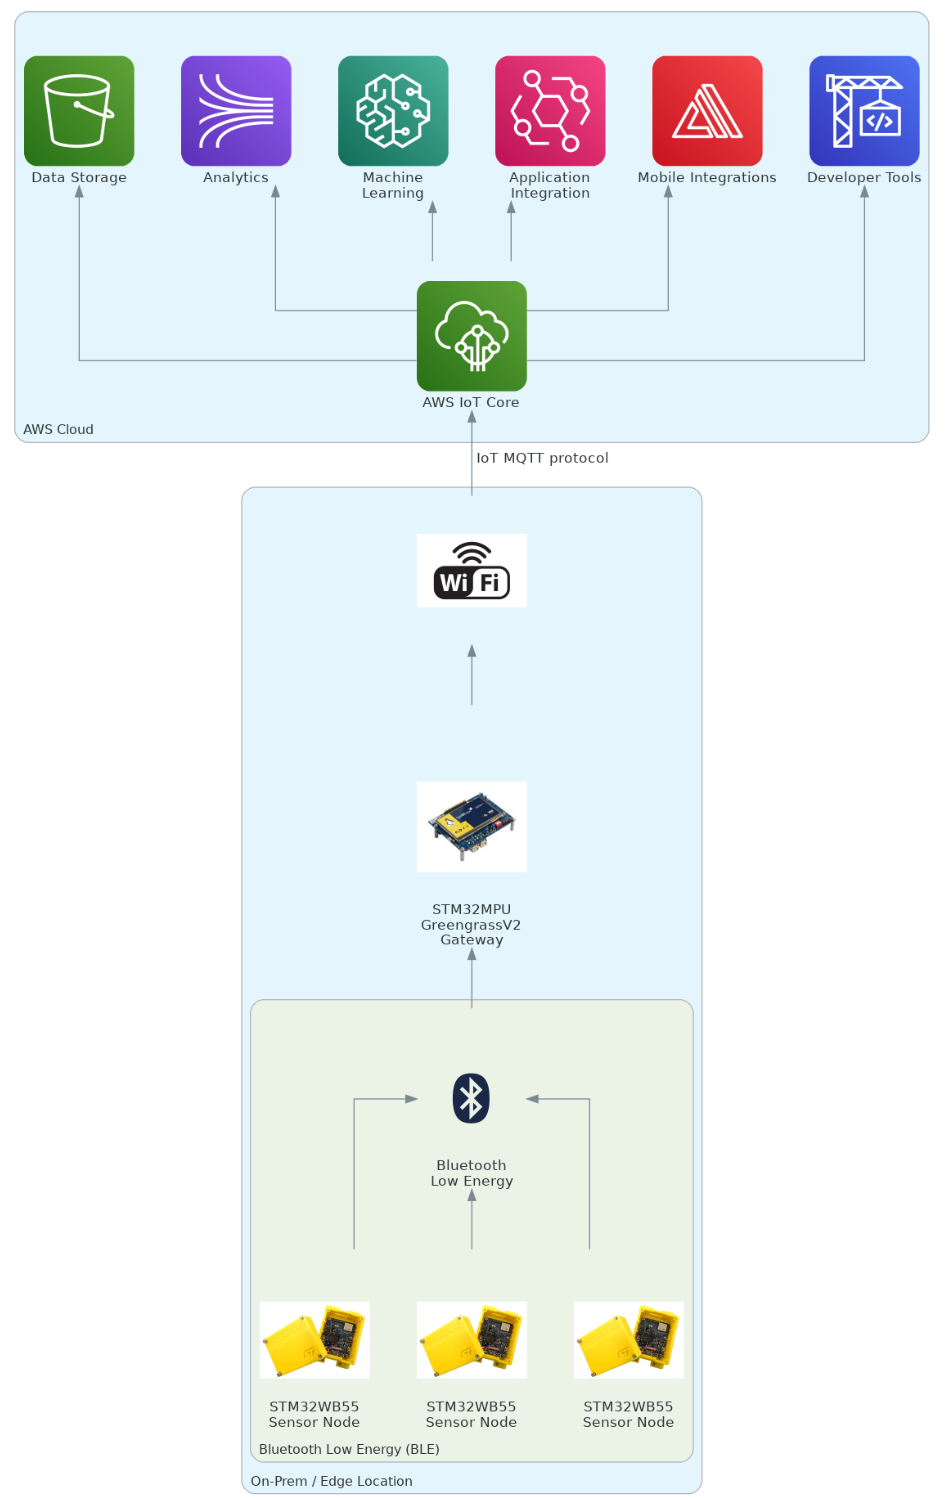 Data Storage
Analytics
Machine
Learning
Application
Integration
Mobile Integrations
Developer Tools
AWS IoT Core
AWS Cloud
IoT MQTT protocol
Wi Fi
STM32MPU
GreengrassV2
Gateway
Bluetooth
Low Energy
STM32WB55
Sensor Node
STM32WB55
Sensor Node
STM32WB55
Sensor Node
Bluetooth Low Energy (BLE)
On-Prem / Edge Location